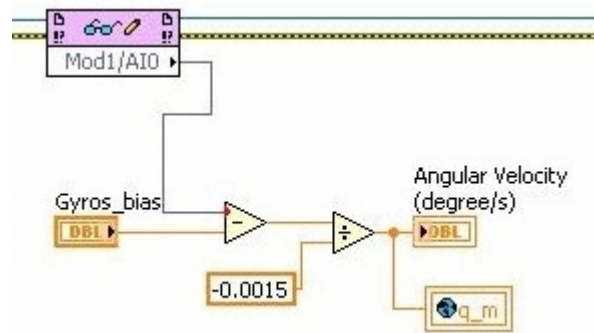 !? !?
Mod1/AI0
Gyros_bias
DBL
-
÷
-0.0015
Angular Velocity
(degree/s)
DBL
q_m